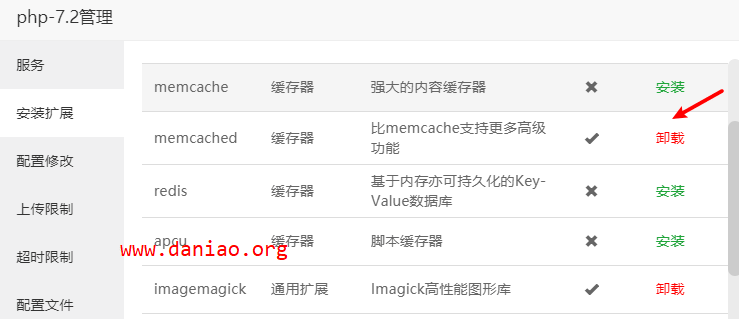 php-7.2管理
服务
安装扩展
配置修改
上传限制
超时限制
配置文件
memcache 缓存器 强大的内容缓存器 ✖ 安装
memcached 缓存器 比memcache支持更多高级
功能 ✔ 卸载
redis 缓存器 基于内存亦可持久化的Key-
Value数据库 ✖ 安装
apcu 缓存器 脚本缓存器 ✖ 安装
www.daniao.org
imagemagick 通用扩展 Imagick高性能图形库 ✔ 卸载